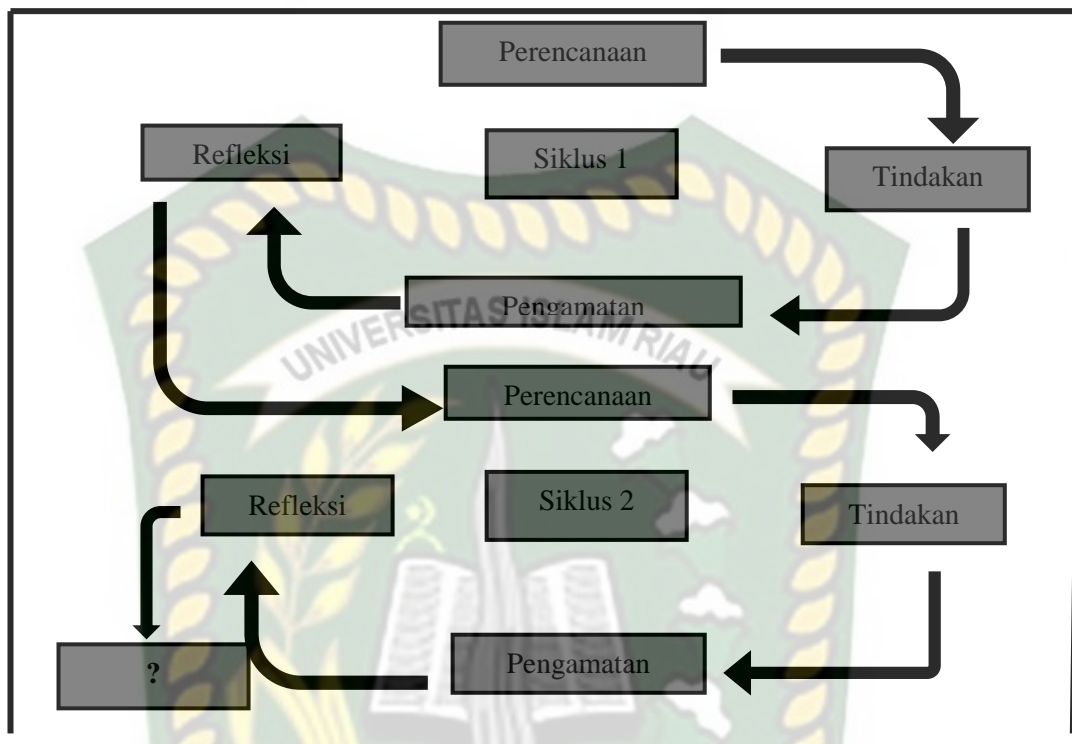 Perencanaan
Refleksi
Siklus 1
Tindakan
Pengamatan
UNIVERSITAS ISLAM RIAU
Perencanaan
Refleksi
Siklus 2
Tindakan
Pengamatan
?